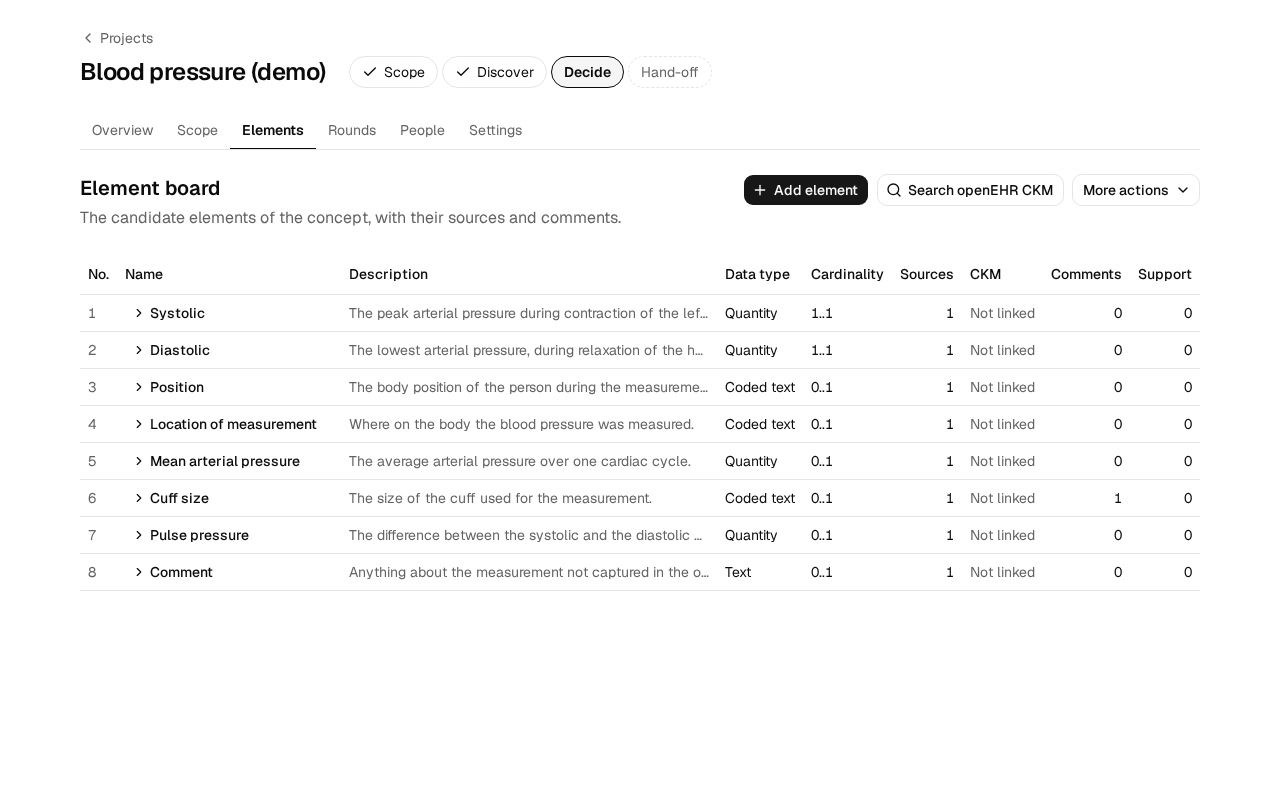 Projects
Blood pressure (demo) Scope Discover Decide Hand-off
Overview Scope Elements Rounds People Settings
Element board Add element Search openEHR CKM More actions
The candidate elements of the concept, with their sources and comments.
No. Name Description Data type Cardinality Sources CKM Comments Support
1 Systolic The peak arterial pressure during contraction of the lef… Quantity 1..1 1 Not linked 0 0
2 Diastolic The lowest arterial pressure, during relaxation of the h… Quantity 1..1 1 Not linked 0 0
3 Position The body position of the person during the measureme… Coded text 0..1 1 Not linked 0 0
4 Location of measurement Where on the body the blood pressure was measured. Coded text 0..1 1 Not linked 0 0
5 Mean arterial pressure The average arterial pressure over one cardiac cycle. Quantity 0..1 1 Not linked 0 0
6 Cuff size The size of the cuff used for the measurement. Coded text 0..1 1 Not linked 1 0
7 Pulse pressure The difference between the systolic and the diastolic … Quantity 0..1 1 Not linked 0 0
8 Comment Anything about the measurement not captured in the o… Text 0..1 1 Not linked 0 0